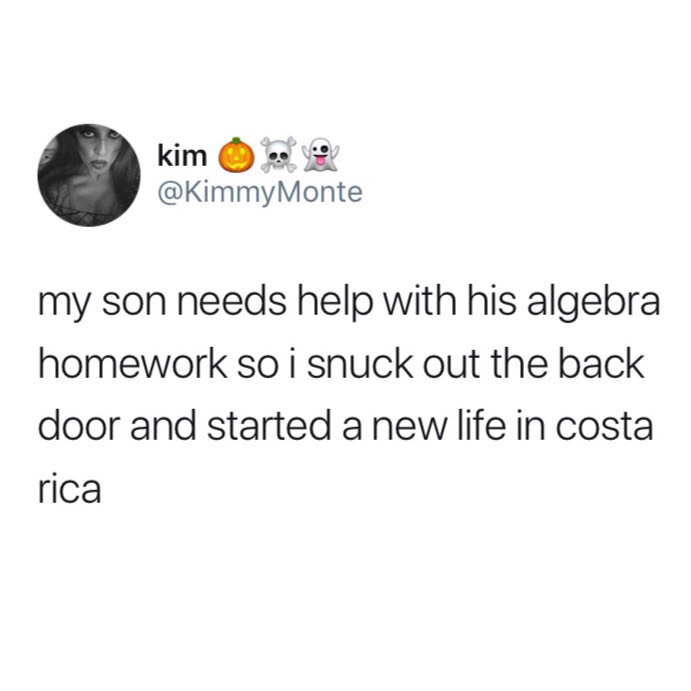 kim 🎃☠️👻
@KimmyMonte
my son needs help with his algebra
homework so i snuck out the back
door and started a new life in costa
rica